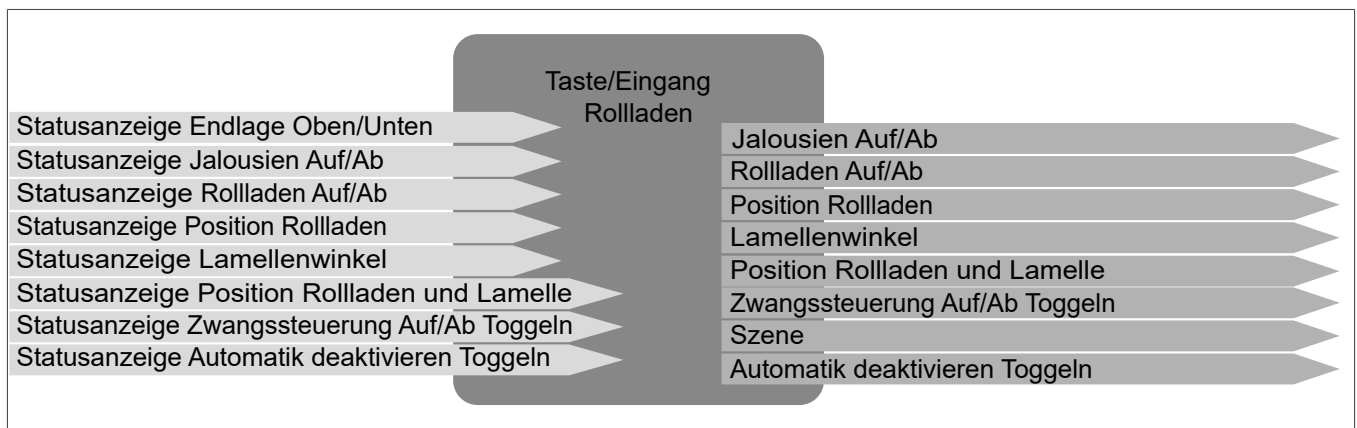 Taste/Eingang
Rollladen
Statusanzeige Endlage Oben/Unten
Statusanzeige Jalousien Auf/Ab
Statusanzeige Rollladen Auf/Ab
Statusanzeige Position Rollladen
Statusanzeige Lamellenwinkel
Statusanzeige Position Rollladen und Lamelle
Statusanzeige Zwangssteuerung Auf/Ab Toggeln
Statusanzeige Automatik deaktivieren Toggeln
Jalousien Auf/Ab
Rollladen Auf/Ab
Position Rollladen
Lamellenwinkel
Position Rollladen und Lamelle
Zwangssteuerung Auf/Ab Toggeln
Szene
Automatik deaktivieren Toggeln